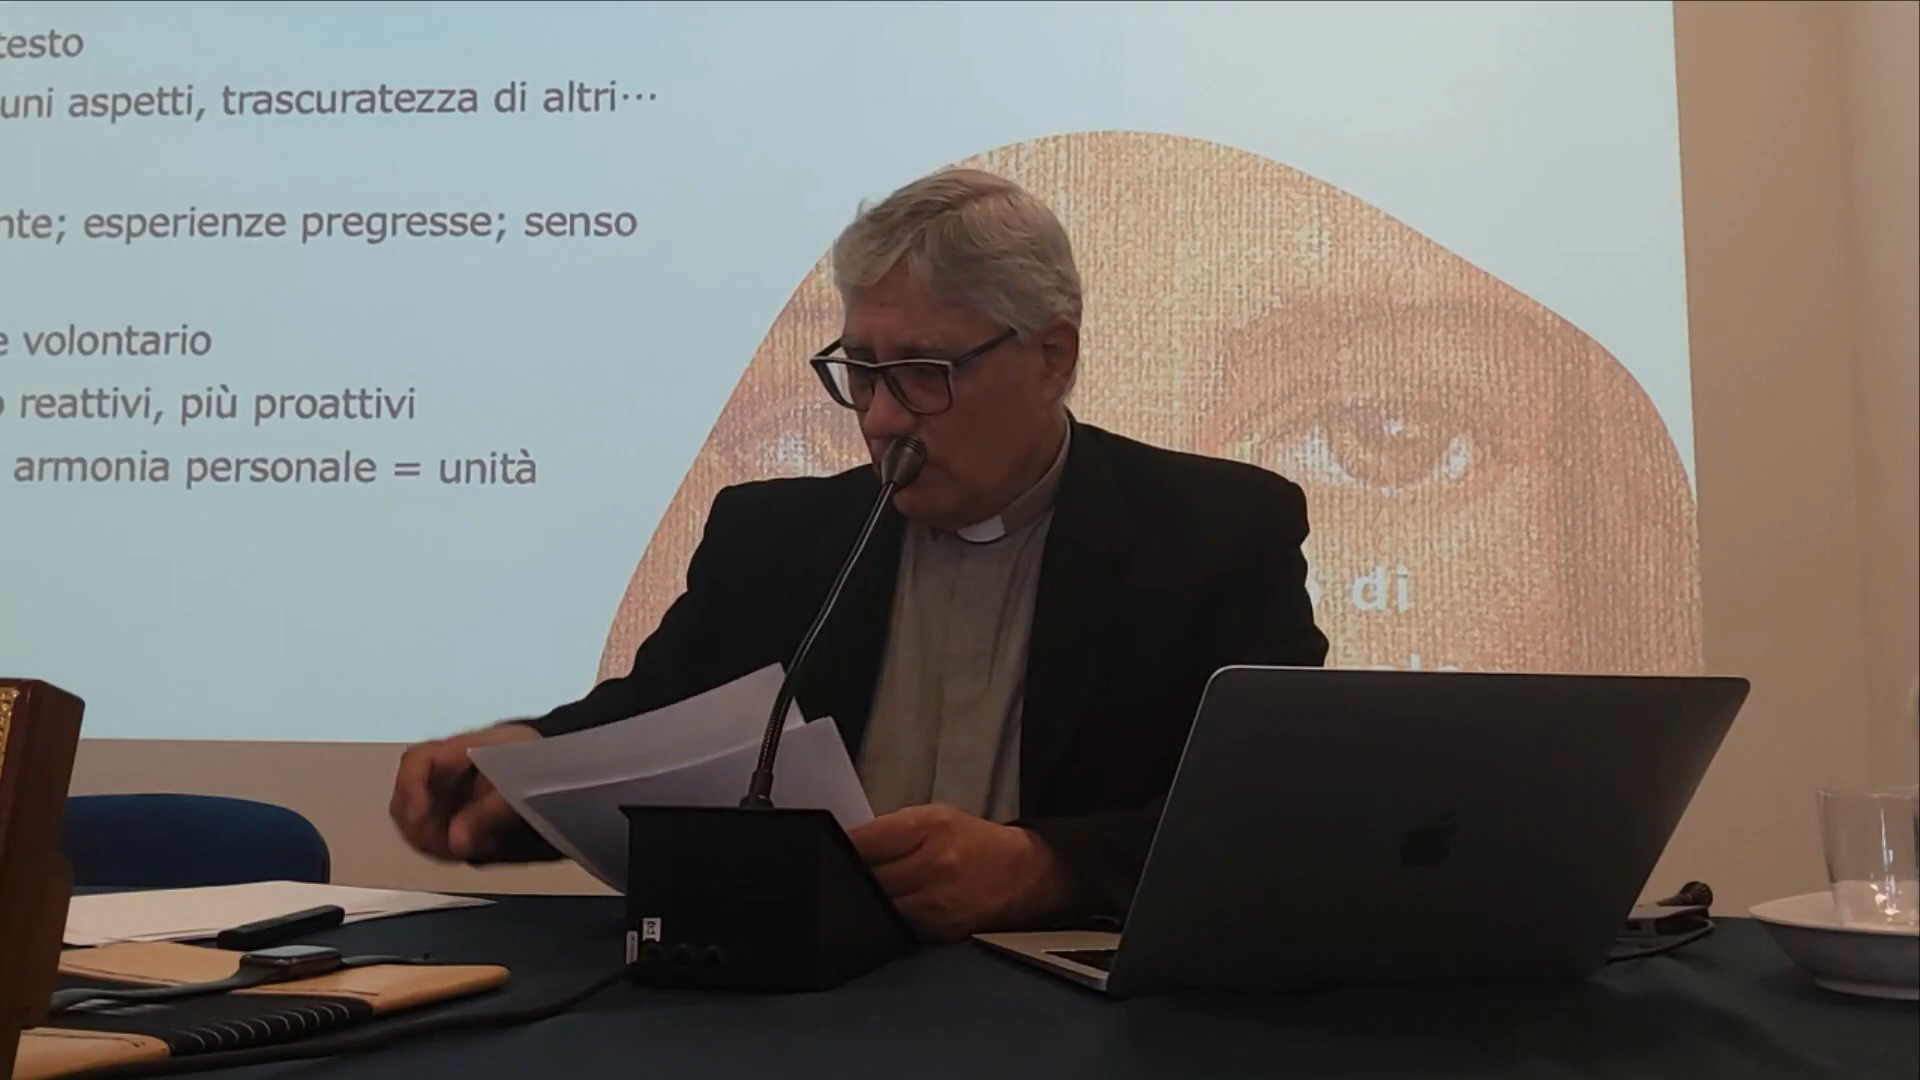 testo
uni aspetti, trascuratezza di altri…
nte; esperienze pregresse; senso
e volontario
o reattivi, più proattivi
armonia personale = unità
o di